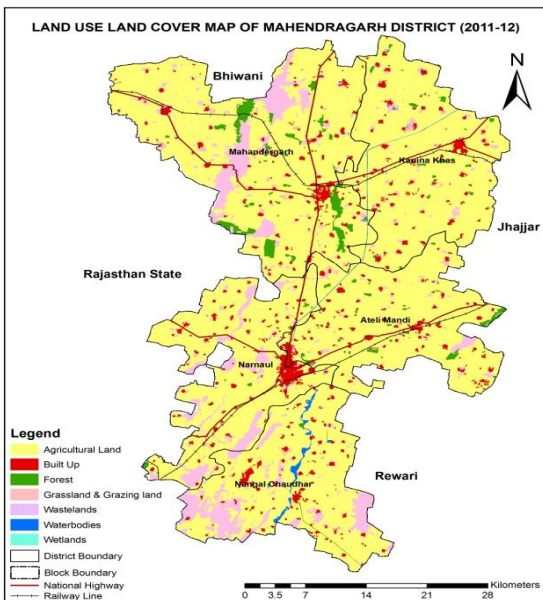 LAND USE LAND COVER MAP OF MAHENDRAGARH DISTRICT (2011-12)
N
Bhiwani
Mahandergarh
Kanina Khas
Jhajjar
Rajasthan State
Ateli Mandi
Narnaul
Rewari
Nangal Chaudhar
Legend
Agricultural Land
Built Up
Forest
Grassland & Grazing land
Wastelands
Waterbodies
Wetlands
District Boundary
Block Boundary
National Highway
Railway Line
Kilometers
0 3.5 7 14 21 28